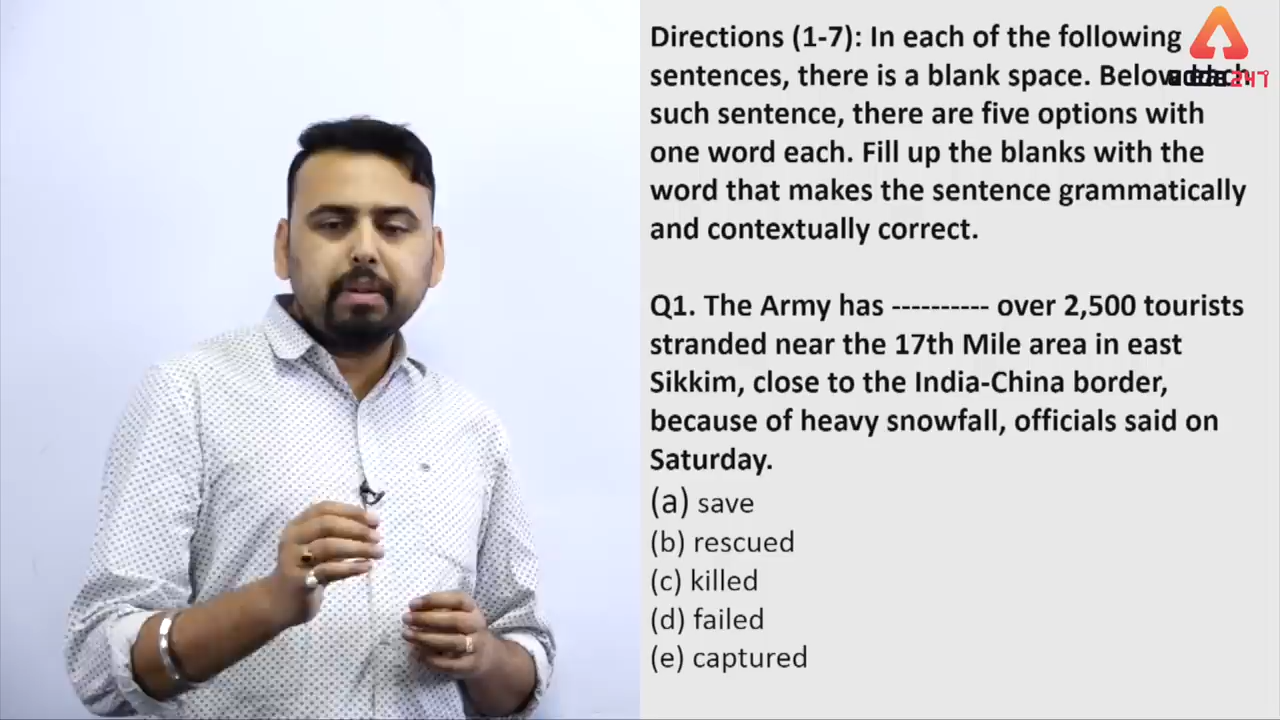 Directions (1-7): In each of the following
sentences, there is a blank space. Below each
such sentence, there are five options with
one word each. Fill up the blanks with the
word that makes the sentence grammatically
and contextually correct.
Q1. The Army has ---------- over 2,500 tourists
stranded near the 17th Mile area in east
Sikkim, close to the India-China border,
because of heavy snowfall, officials said on
Saturday.
(a) save
(b) rescued
(c) killed
(d) failed
(e) captured